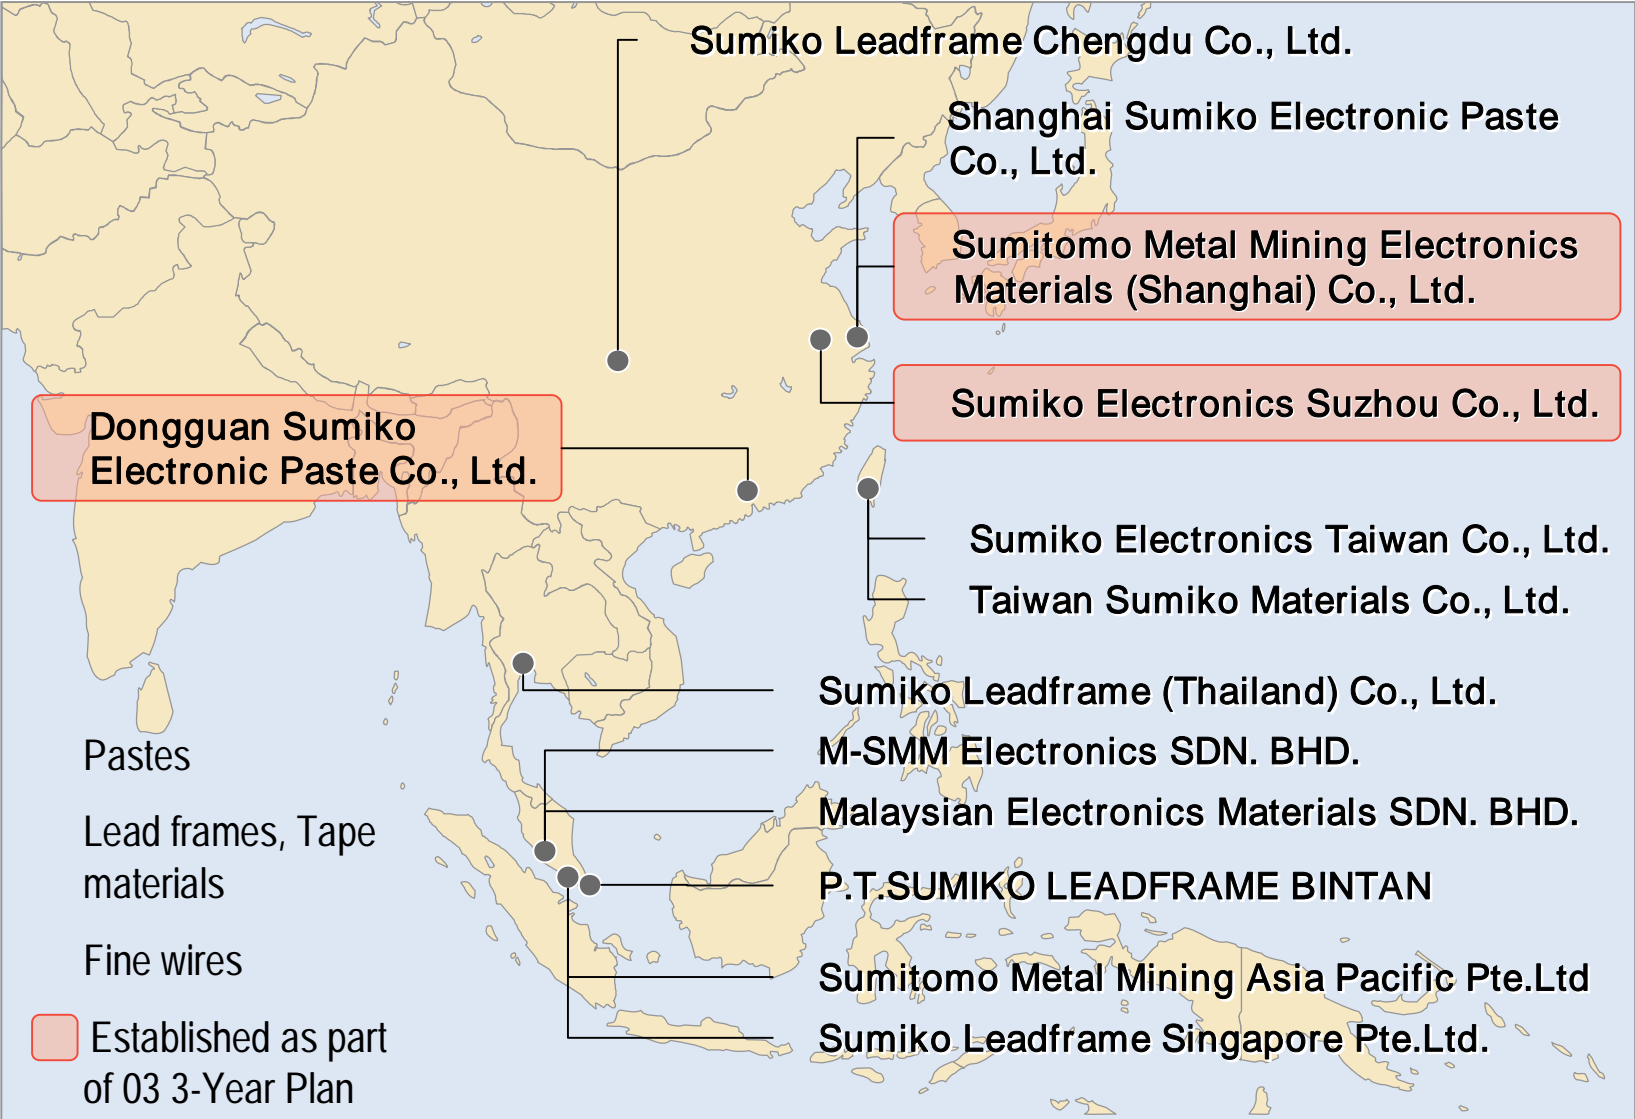 Sumiko Leadframe Chengdu Co., Ltd.
Shanghai Sumiko Electronic Paste
Co., Ltd.
Sumitomo Metal Mining Electronics
Materials (Shanghai) Co., Ltd.
Sumiko Electronics Suzhou Co., Ltd.
Dongguan Sumiko
Electronic Paste Co., Ltd.
Sumiko Electronics Taiwan Co., Ltd.
Taiwan Sumiko Materials Co., Ltd.
Sumiko Leadframe (Thailand) Co., Ltd.
M-SMM Electronics SDN. BHD.
Malaysian Electronics Materials SDN. BHD.
P.T.SUMIKO LEADFRAME BINTAN
Sumitomo Metal Mining Asia Pacific Pte.Ltd
Sumiko Leadframe Singapore Pte.Ltd.
Pastes
Lead frames, Tape
materials
Fine wires
Established as part
of 03 3-Year Plan